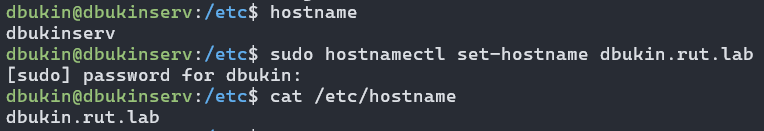 dbukin@dbukinserv:/etc$ hostname
dbukinserv
dbukin@dbukinserv:/etc$ sudo hostnamectl set-hostname dbukin.rut.lab
[sudo] password for dbukin:
dbukin@dbukinserv:/etc$ cat /etc/hostname
dbukin.rut.lab